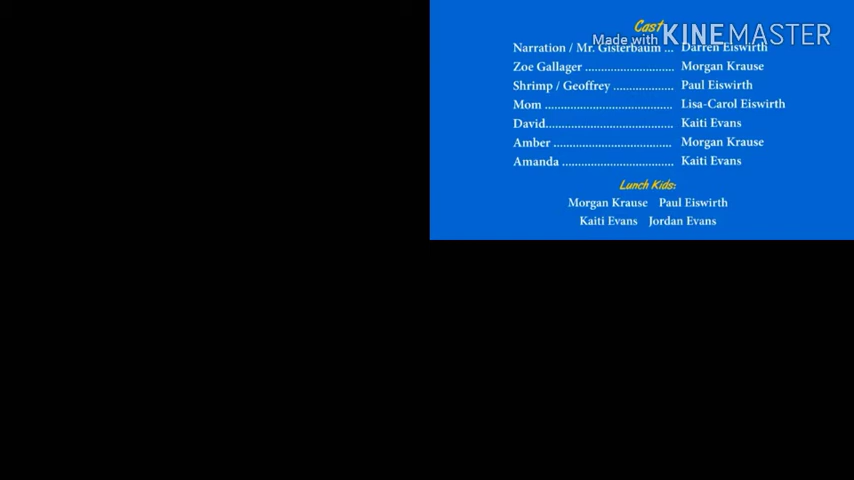 Cast
Made with KINEMASTER
Narration / Mr. Gisterbaum ... Darren Eiswirth
Zoe Gallager ........................... Morgan Krause
Shrimp / Geoffrey .................. Paul Eiswirth
Mom ...................................... Lisa-Carol Eiswirth
David...................................... Kaiti Evans
Amber ................................... Morgan Krause
Amanda ................................. Kaiti Evans
Lunch Kids:
Morgan Krause Paul Eiswirth
Kaiti Evans Jordan Evans